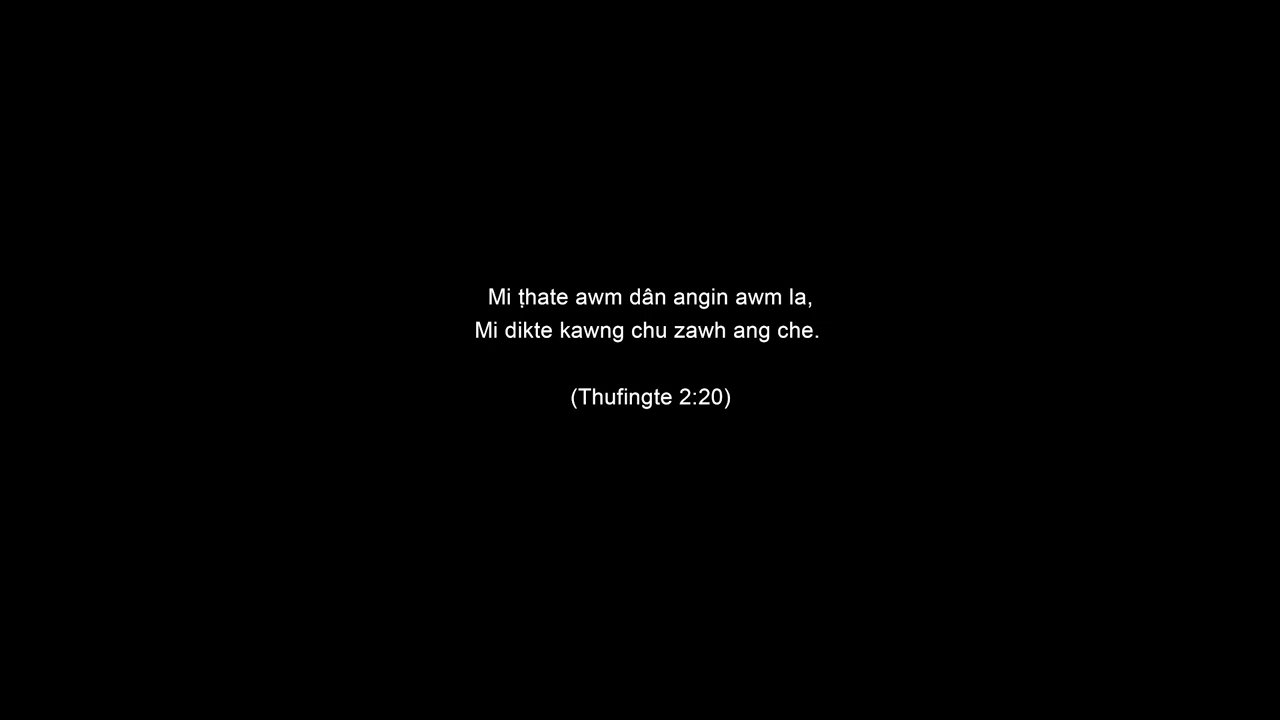 Mi ṭhate awm dân angin awm la,
Mi dikte kawng chu zawh ang che.
(Thufingte 2:20)